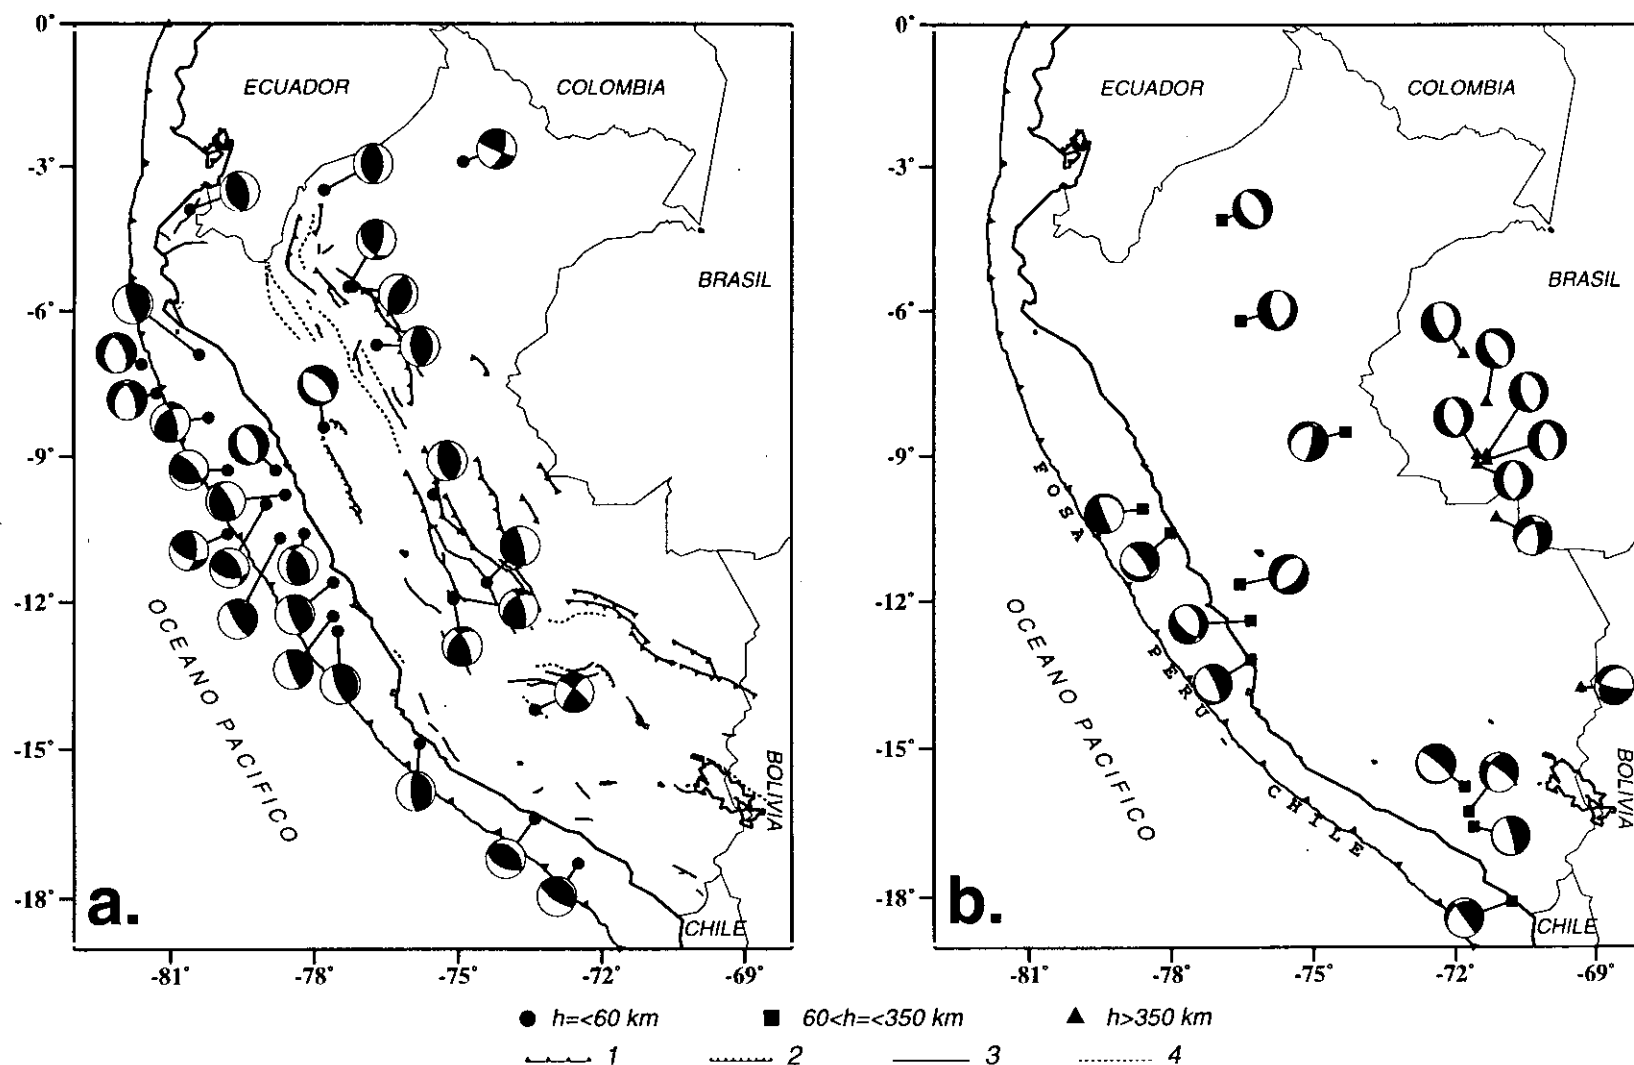 0°
-3°
-6°
-9°
-12°
-15°
-18°
ECUADOR
COLOMBIA
BRASIL
OCEANO PACIFICO
BOLIVIA
CHILE
a.
-81°
-78°
-75°
-72°
-69°
0°
-3°
-6°
-9°
-12°
-15°
-18°
ECUADOR
COLOMBIA
BRASIL
FOSA PERU - CHILE
OCEANO PACIFICO
BOLIVIA
CHILE
b.
-81°
-78°
-75°
-72°
-69°
h=<60 km
60<h=<350 km
h>350 km
1
2
3
4